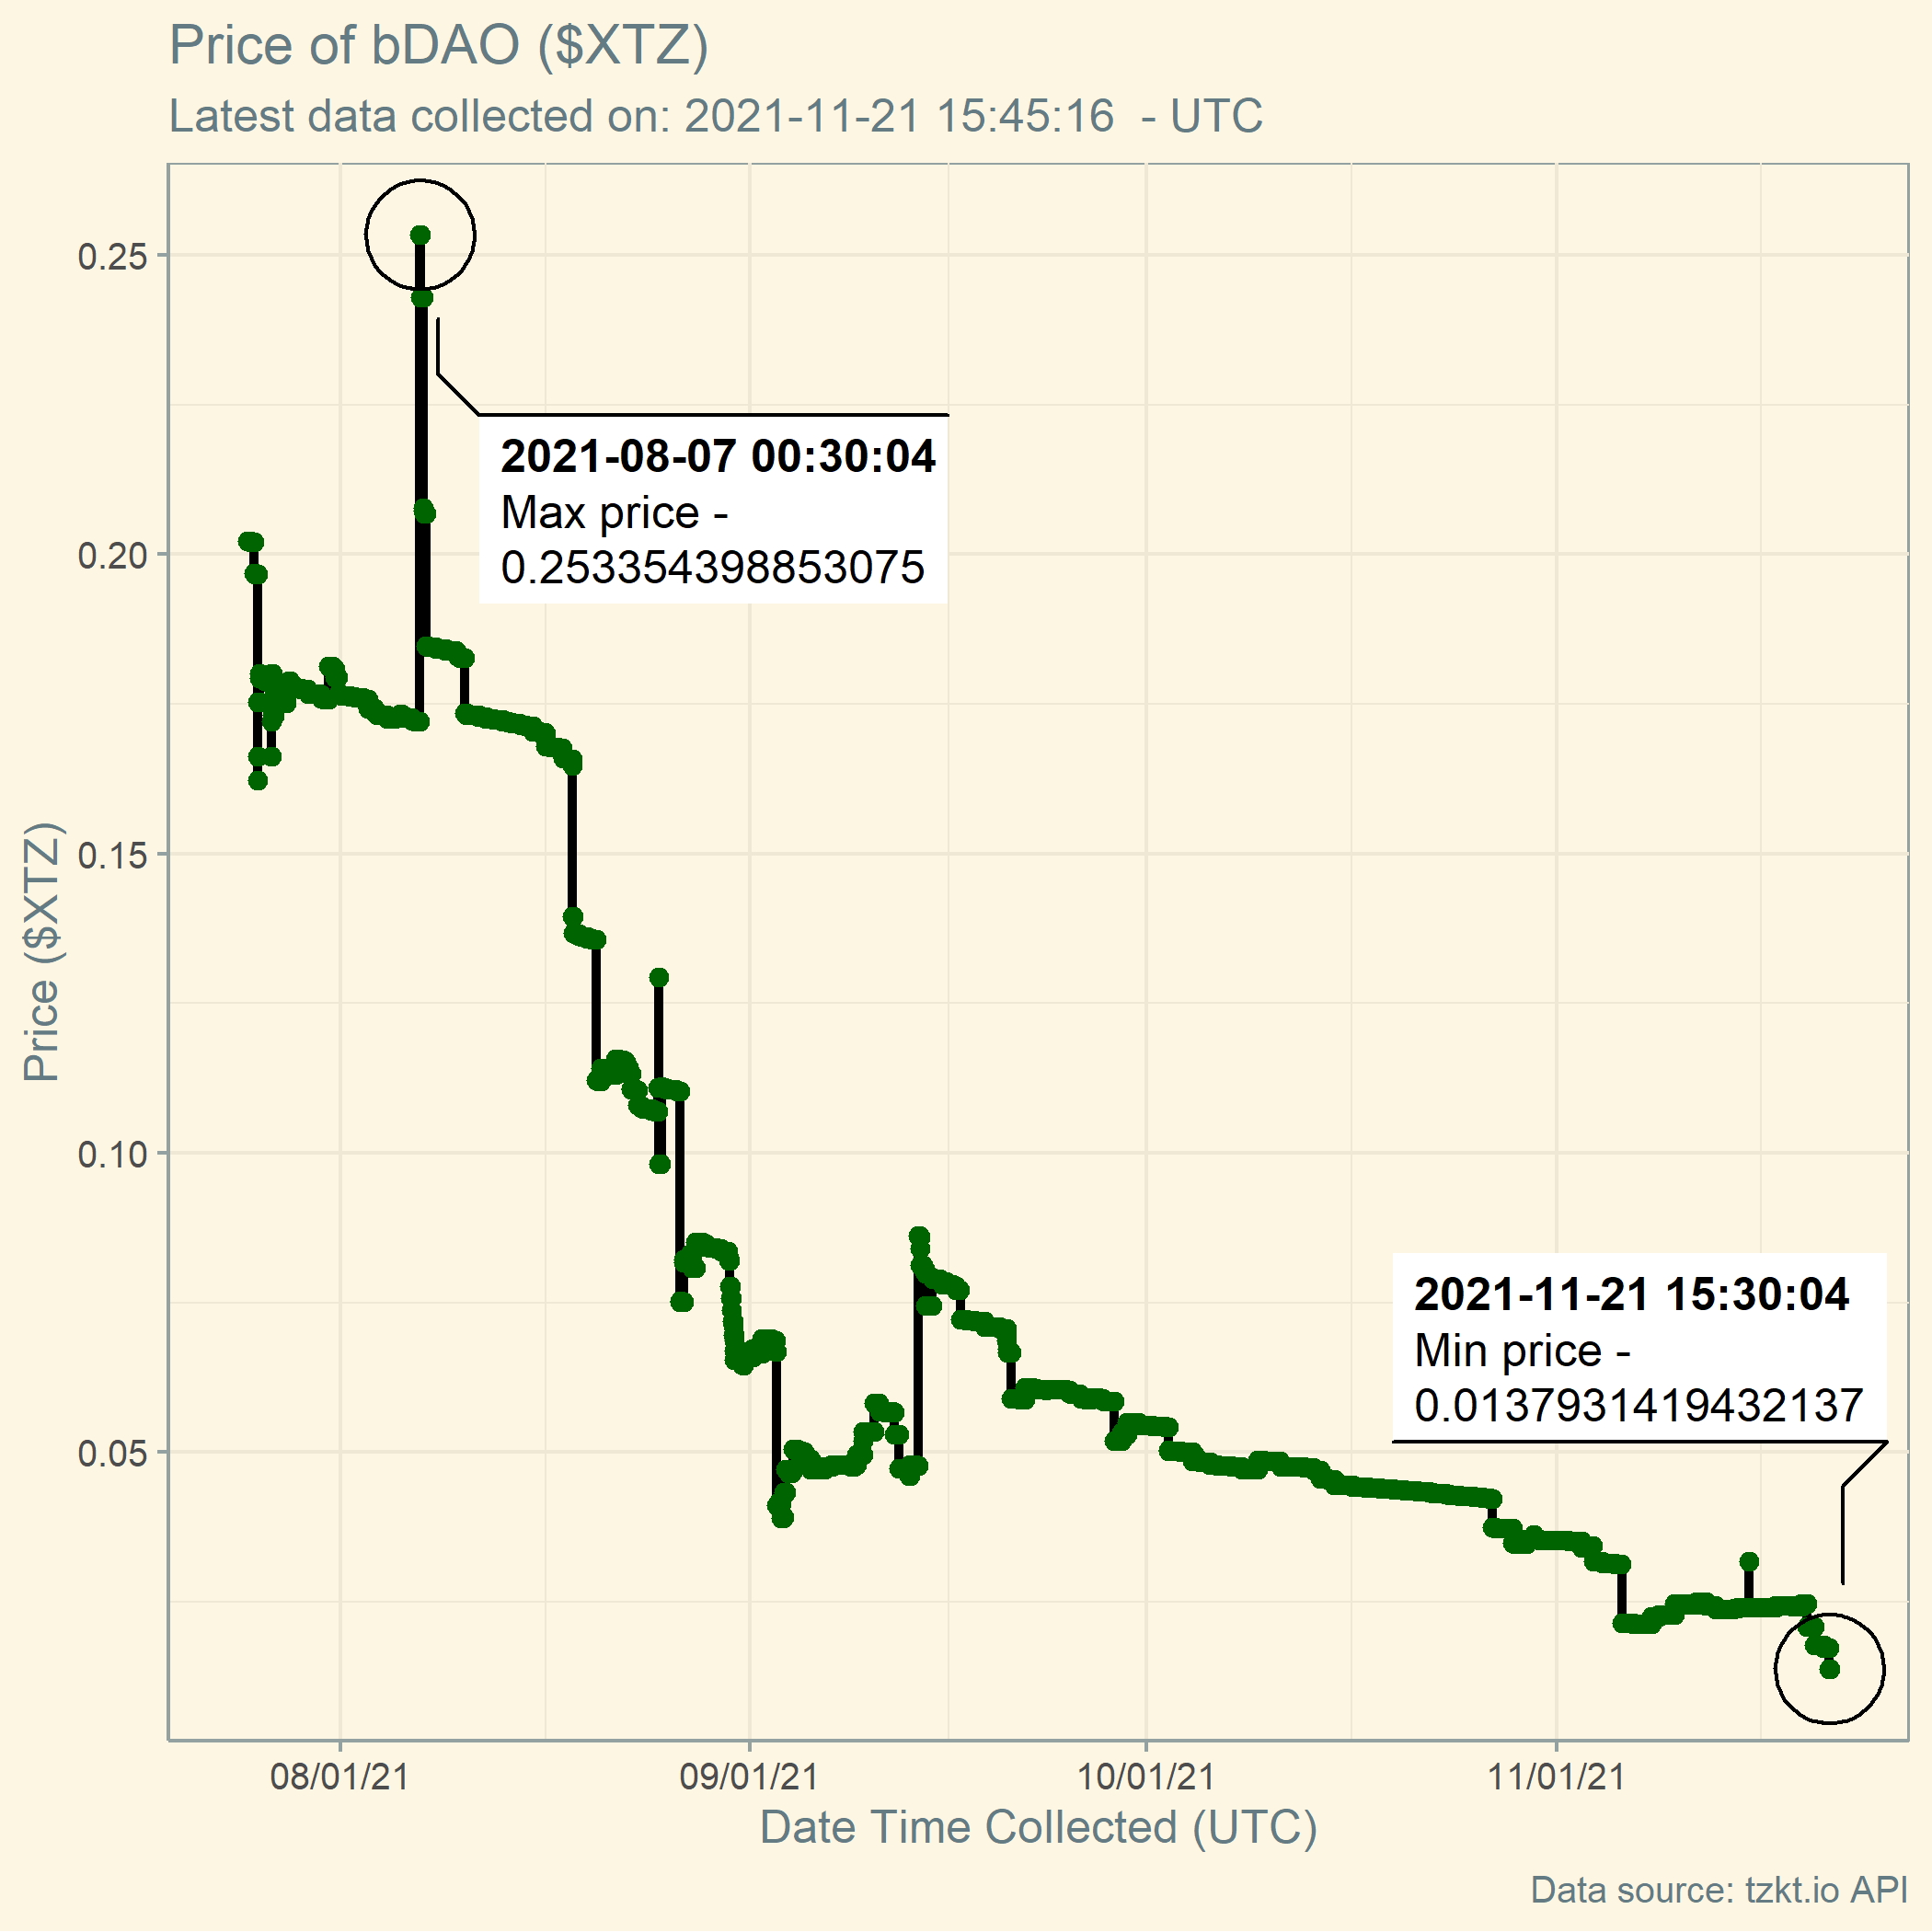 Price of bDAO ($XTZ)
Latest data collected on: 2021-11-21 15:45:16  - UTC
0.25
0.20
0.15
0.10
0.05
Price ($XTZ)
2021-08-07 00:30:04
Max price -
0.253354398853075
2021-11-21 15:30:04
Min price -
0.0137931419432137
08/01/21
09/01/21
10/01/21
11/01/21
Date Time Collected (UTC)
Data source: tzkt.io API